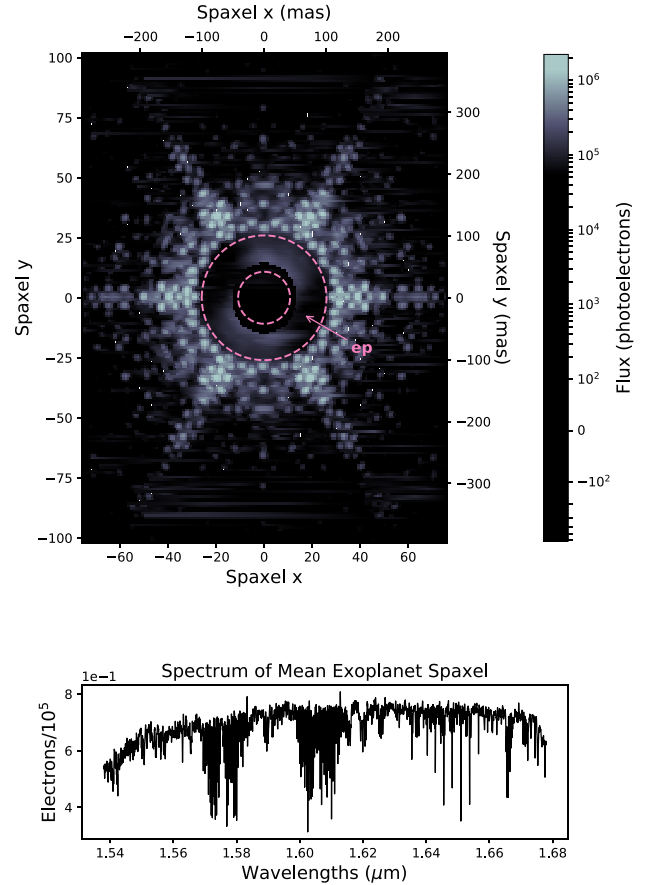 Spaxel x (mas)
−200 −100 0 100 200
100
75
50
25
0
−25
−50
−75
−100
Spaxel y
300
200
100
0
−100
−200
−300
Spaxel y (mas)
ep
−60 −40 −20 0 20 40 60
Spaxel x
10^6
10^5
10^4
10^3
10^2
0
−10^2
Flux (photoelectrons)
Spectrum of Mean Exoplanet Spaxel
1e−1
8
6
4
Electrons/10^5
1.54 1.56 1.58 1.60 1.62 1.64 1.66 1.68
Wavelengths (μm)